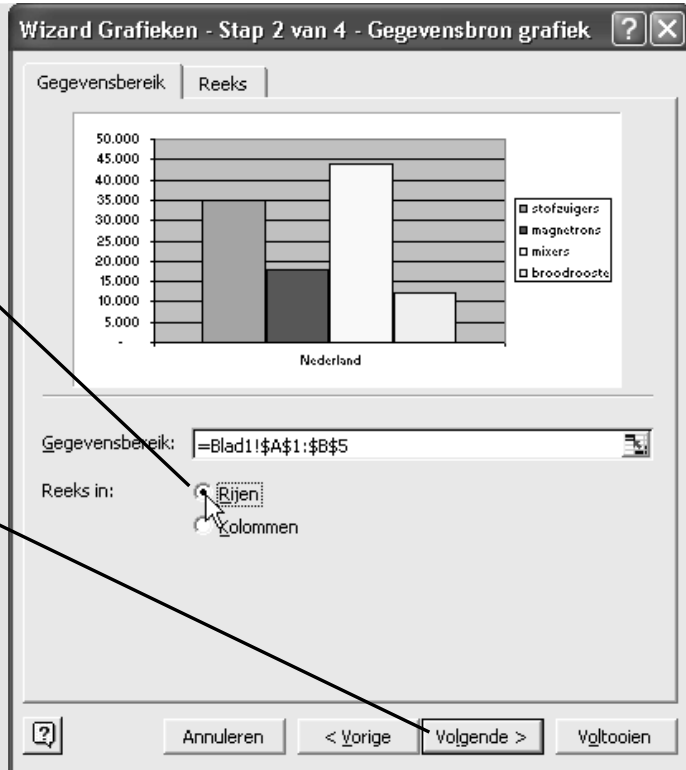 Wizard Grafieken - Stap 2 van 4 - Gegevensbron grafiek
Gegevensbereik Reeks
50.000
45.000
40.000
35.000
30.000
25.000
20.000
15.000
10.000
5.000
-
Nederland
stofzuigers
magnetrons
mixers
broodrooste
Gegevensbereik: =Blad1!$A$1:$B$5
Reeks in: Rijen
Kolommen
Annuleren < Vorige Volgende > Voltooien